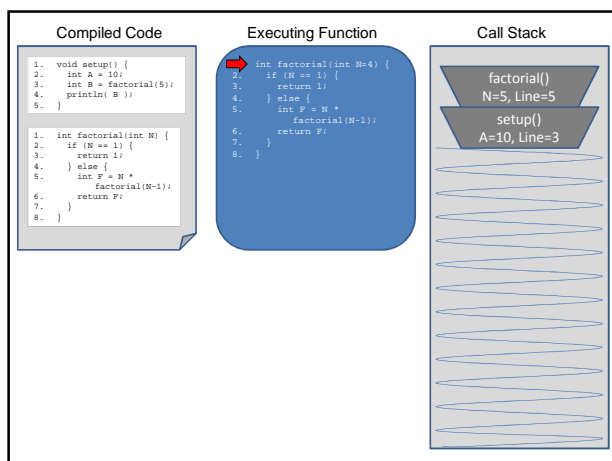 Compiled Code
1. void setup() {
2. int A = 10;
3. int B = factorial(5);
4. println( B );
5. }
1. int factorial(int N) {
2. if (N == 1) {
3. return 1;
4. } else {
5. int F = N *
factorial(N-1);
6. return F;
7. }
8. }
Executing Function
int factorial(int N=4) {
2. if (N == 1) {
3. return 1;
4. } else {
5. int F = N *
factorial(N-1);
6. return F;
7. }
8. }
Call Stack
factorial()
N=5, Line=5
setup()
A=10, Line=3